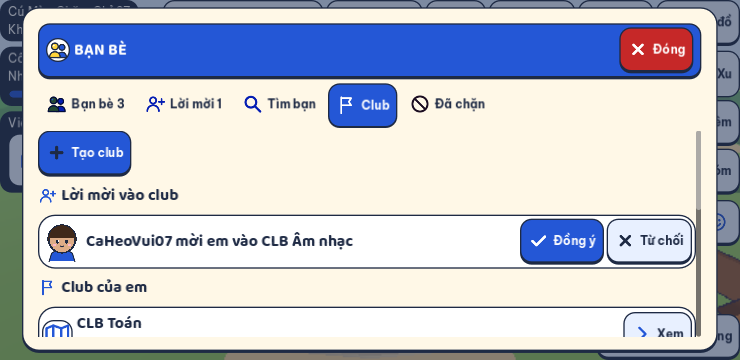 BẠN BÈ
Đóng
Bạn bè 3
Lời mời 1
Tìm bạn
Club
Đã chặn
Tạo club
Lời mời vào club
CaHeoVui07 mời em vào CLB Âm nhạc
Đồng ý
Từ chối
Club của em
CLB Toán
Xem